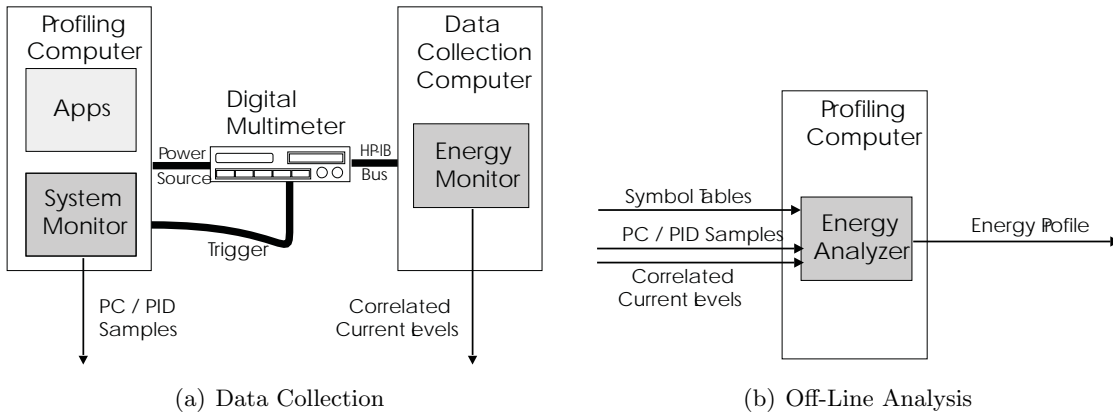 Profiling
Computer
Apps
System
Monitor
Digital
Multimeter
Power
Source
Trigger
HP-IB
Bus
Data
Collection
Computer
Energy
Monitor
PC / PID
Samples
Correlated
Current Levels
(a) Data Collection
Profiling
Computer
Symbol Tables
PC / PID Samples
Correlated
Current Levels
Energy
Analyzer
Energy Profile
(b) Off-Line Analysis